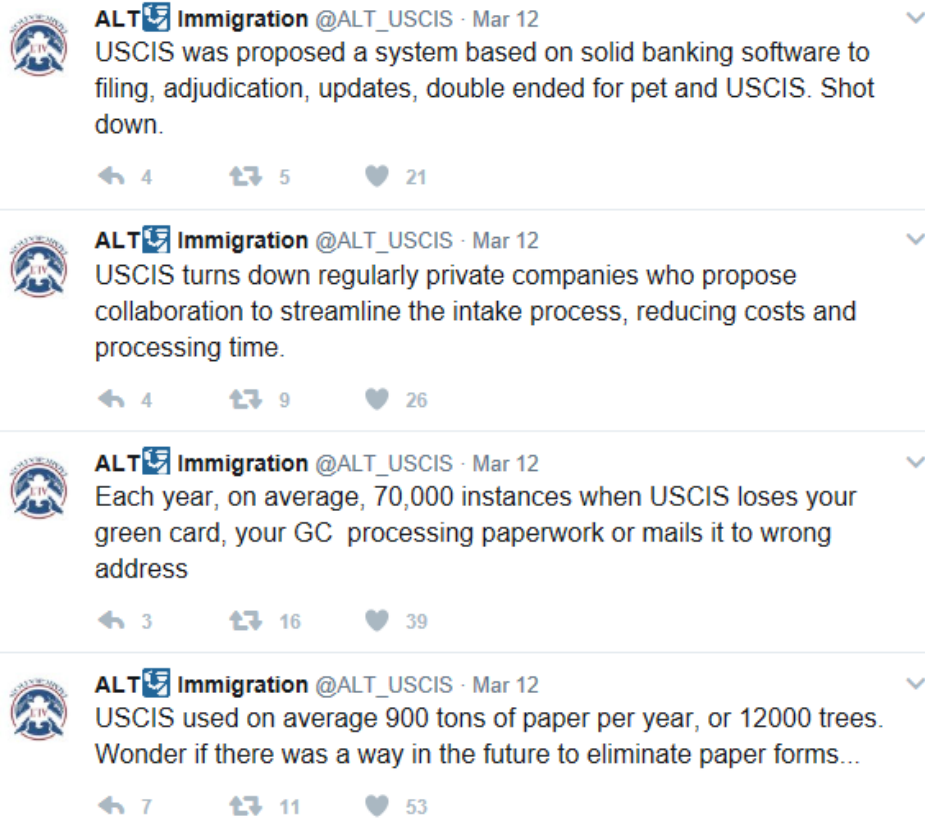 ALT Immigration @ALT_USCIS · Mar 12
USCIS was proposed a system based on solid banking software to
filing, adjudication, updates, double ended for pet and USCIS. Shot
down.
4 5 21
ALT Immigration @ALT_USCIS · Mar 12
USCIS turns down regularly private companies who propose
collaboration to streamline the intake process, reducing costs and
processing time.
4 9 26
ALT Immigration @ALT_USCIS · Mar 12
Each year, on average, 70,000 instances when USCIS loses your
green card, your GC  processing paperwork or mails it to wrong
address
3 16 39
ALT Immigration @ALT_USCIS · Mar 12
USCIS used on average 900 tons of paper per year, or 12000 trees.
Wonder if there was a way in the future to eliminate paper forms...
7 11 53